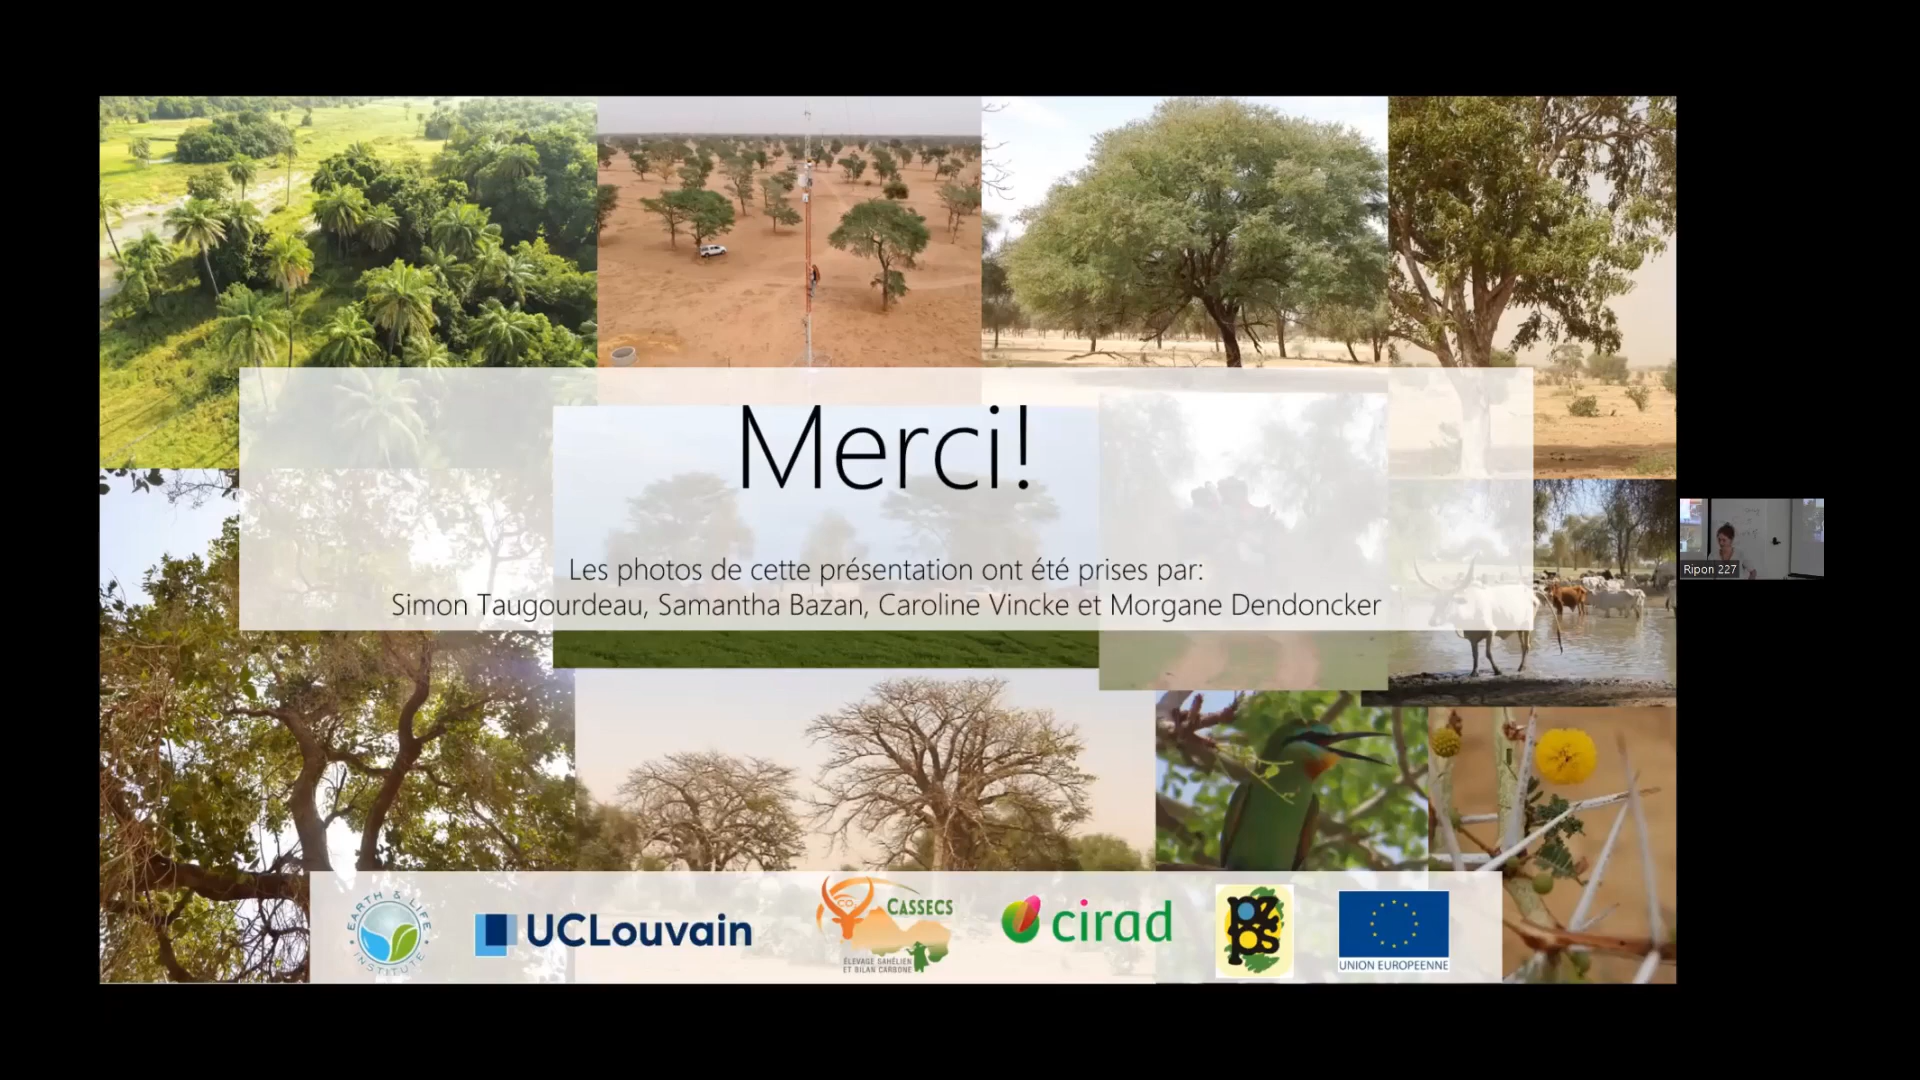 Merci!
Les photos de cette présentation ont été prises par:
Simon Taugourdeau, Samantha Bazan, Caroline Vincke et Morgane Dendoncker
Ripon 227
EARTH & LIFE INSTITUTE
UCLouvain
CO2
CASSECS
ÉLEVAGE SAHÉLIEN
ET BILAN CARBONE
cirad
UNION EUROPEENNE